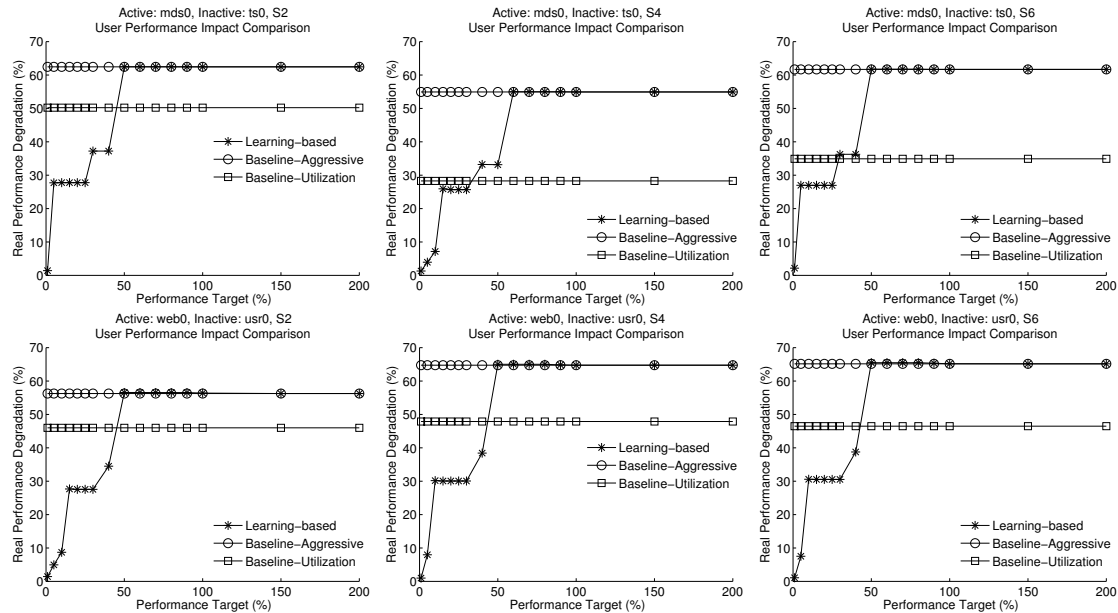 Active: mds0, Inactive: ts0, S2
User Performance Impact Comparison
Real Performance Degradation (%)
70
60
50
40
30
20
10
0
Learning−based
Baseline−Aggressive
Baseline−Utilization
0 50 100 150 200
Performance Target (%)
Active: mds0, Inactive: ts0, S4
User Performance Impact Comparison
Real Performance Degradation (%)
70
60
50
40
30
20
10
0
Learning−based
Baseline−Aggressive
Baseline−Utilization
0 50 100 150 200
Performance Target (%)
Active: mds0, Inactive: ts0, S6
User Performance Impact Comparison
Real Performance Degradation (%)
70
60
50
40
30
20
10
0
Learning−based
Baseline−Aggressive
Baseline−Utilization
0 50 100 150 200
Performance Target (%)
Active: web0, Inactive: usr0, S2
User Performance Impact Comparison
Real Performance Degradation (%)
70
60
50
40
30
20
10
0
Learning−based
Baseline−Aggressive
Baseline−Utilization
0 50 100 150 200
Performance Target (%)
Active: web0, Inactive: usr0, S4
User Performance Impact Comparison
Real Performance Degradation (%)
70
60
50
40
30
20
10
0
Learning−based
Baseline−Aggressive
Baseline−Utilization
0 50 100 150 200
Performance Target (%)
Active: web0, Inactive: usr0, S6
User Performance Impact Comparison
Real Performance Degradation (%)
70
60
50
40
30
20
10
0
Learning−based
Baseline−Aggressive
Baseline−Utilization
0 50 100 150 200
Performance Target (%)